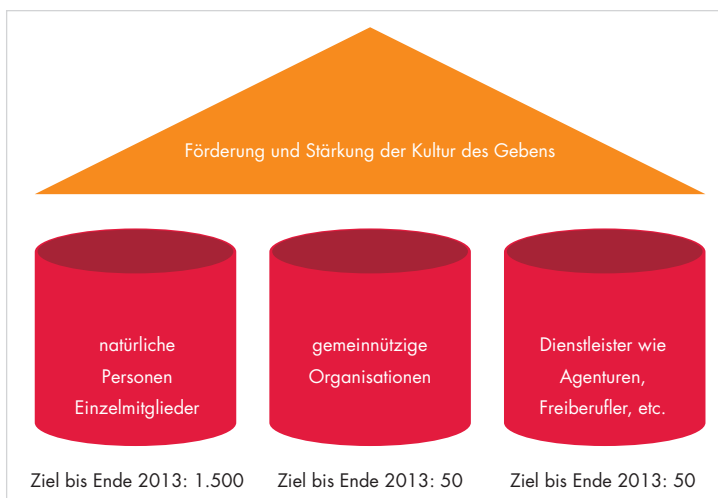 Förderung und Stärkung der Kultur des Gebens
natürliche
Personen
Einzelmitglieder
gemeinnützige
Organisationen
Dienstleister wie
Agenturen,
Freiberufler, etc.
Ziel bis Ende 2013: 1.500
Ziel bis Ende 2013: 50
Ziel bis Ende 2013: 50